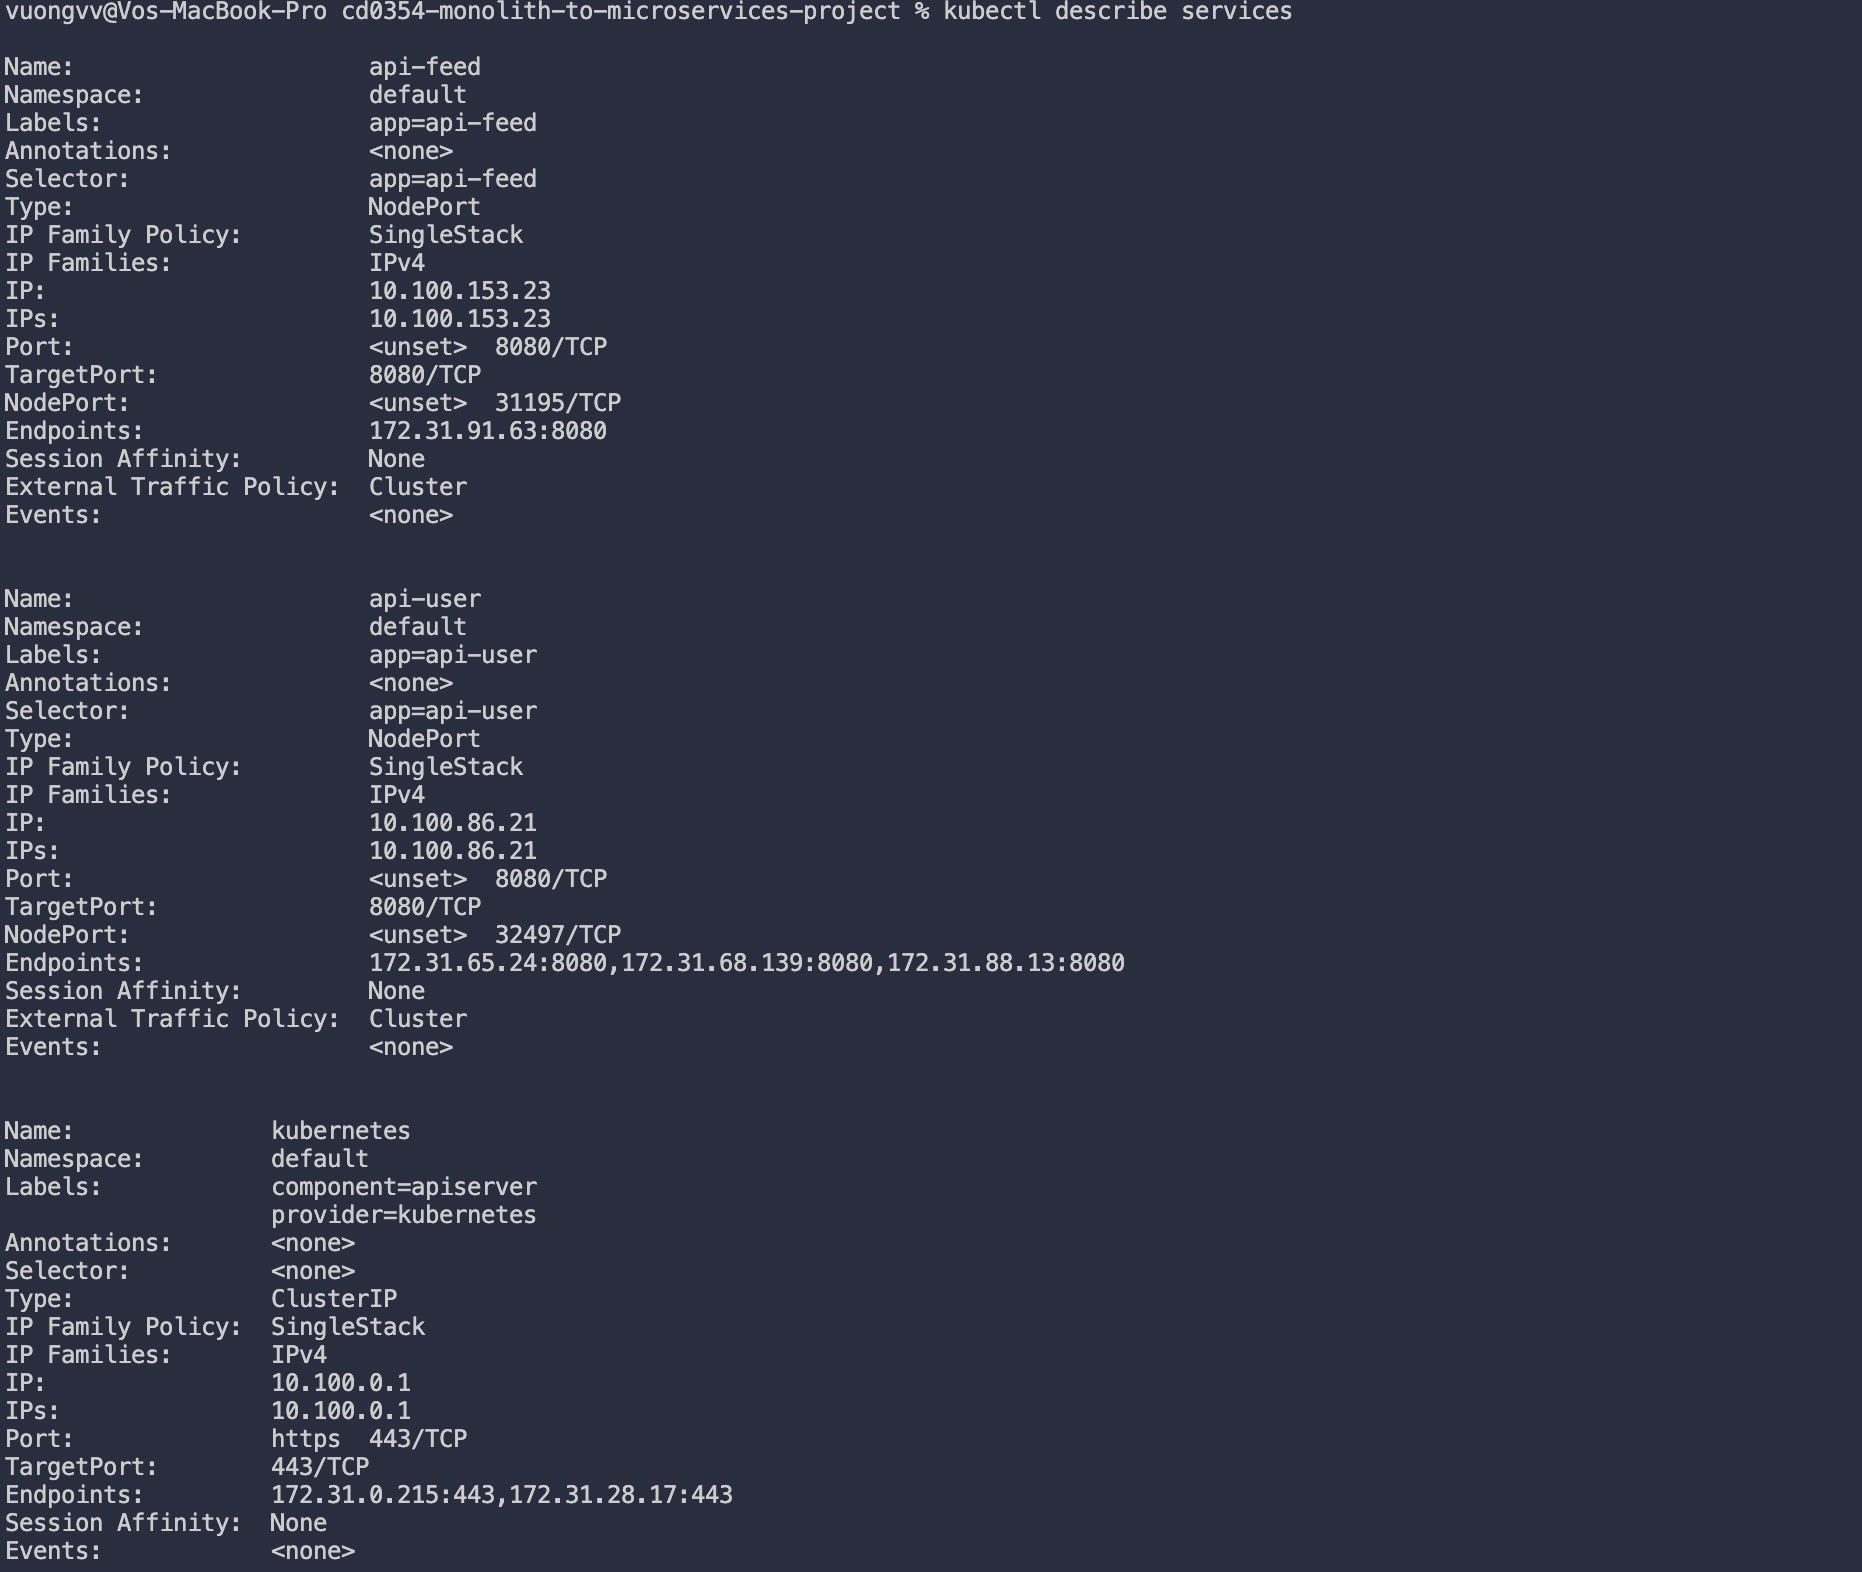 vuongvv@Vos-MacBook-Pro cd0354-monolith-to-microservices-project % kubectl describe services
Name: api-feed
Namespace: default
Labels: app=api-feed
Annotations: <none>
Selector: app=api-feed
Type: NodePort
IP Family Policy: SingleStack
IP Families: IPv4
IP: 10.100.153.23
IPs: 10.100.153.23
Port: <unset> 8080/TCP
TargetPort: 8080/TCP
NodePort: <unset> 31195/TCP
Endpoints: 172.31.91.63:8080
Session Affinity: None
External Traffic Policy: Cluster
Events: <none>
Name: api-user
Namespace: default
Labels: app=api-user
Annotations: <none>
Selector: app=api-user
Type: NodePort
IP Family Policy: SingleStack
IP Families: IPv4
IP: 10.100.86.21
IPs: 10.100.86.21
Port: <unset> 8080/TCP
TargetPort: 8080/TCP
NodePort: <unset> 32497/TCP
Endpoints: 172.31.65.24:8080,172.31.68.139:8080,172.31.88.13:8080
Session Affinity: None
External Traffic Policy: Cluster
Events: <none>
Name: kubernetes
Namespace: default
Labels: component=apiserver
provider=kubernetes
Annotations: <none>
Selector: <none>
Type: ClusterIP
IP Family Policy: SingleStack
IP Families: IPv4
IP: 10.100.0.1
IPs: 10.100.0.1
Port: https 443/TCP
TargetPort: 443/TCP
Endpoints: 172.31.0.215:443,172.31.28.17:443
Session Affinity: None
Events: <none>